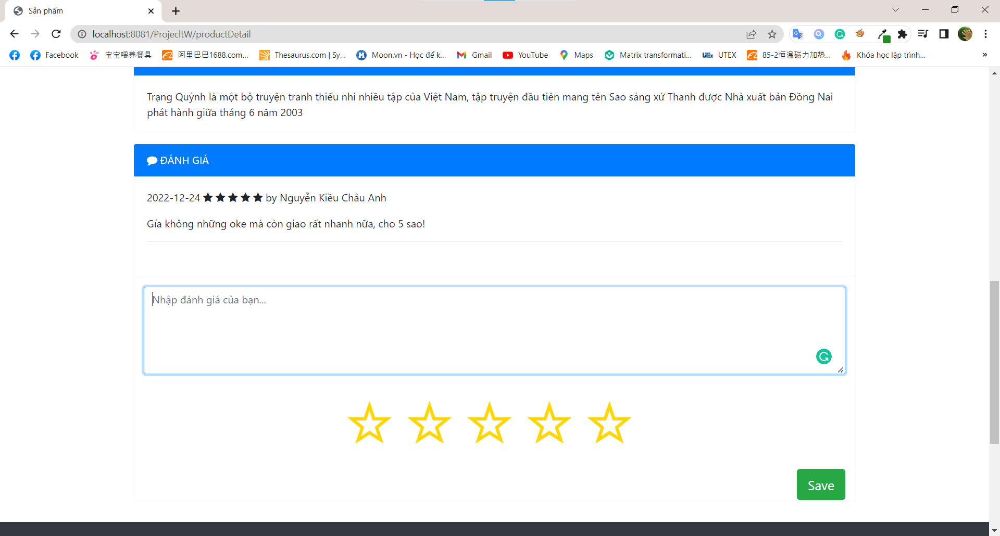 Sản phẩm
localhost:8081/ProjecltW/productDetail
Facebook 宝宝喂养餐具 阿里巴巴1688.com... Thesaurus.com | Sy... Moon.vn - Học để k... Gmail YouTube Maps Matrix transformati... UTEX 85-2恒温磁力加热... Khóa học lập trình... »
Trạng Quỷnh là một bộ truyện tranh thiếu nhi nhiều tập của Việt Nam, tập truyện đầu tiên mang tên Sao sáng xứ Thanh được Nhà xuất bản Đồng Nai
phát hành giữa tháng 6 năm 2003
ĐÁNH GIÁ
2022-12-24 ★ ★ ★ ★ ★ by Nguyễn Kiều Châu Anh
Gía không những oke mà còn giao rất nhanh nữa, cho 5 sao!
Nhập đánh giá của bạn...
Save